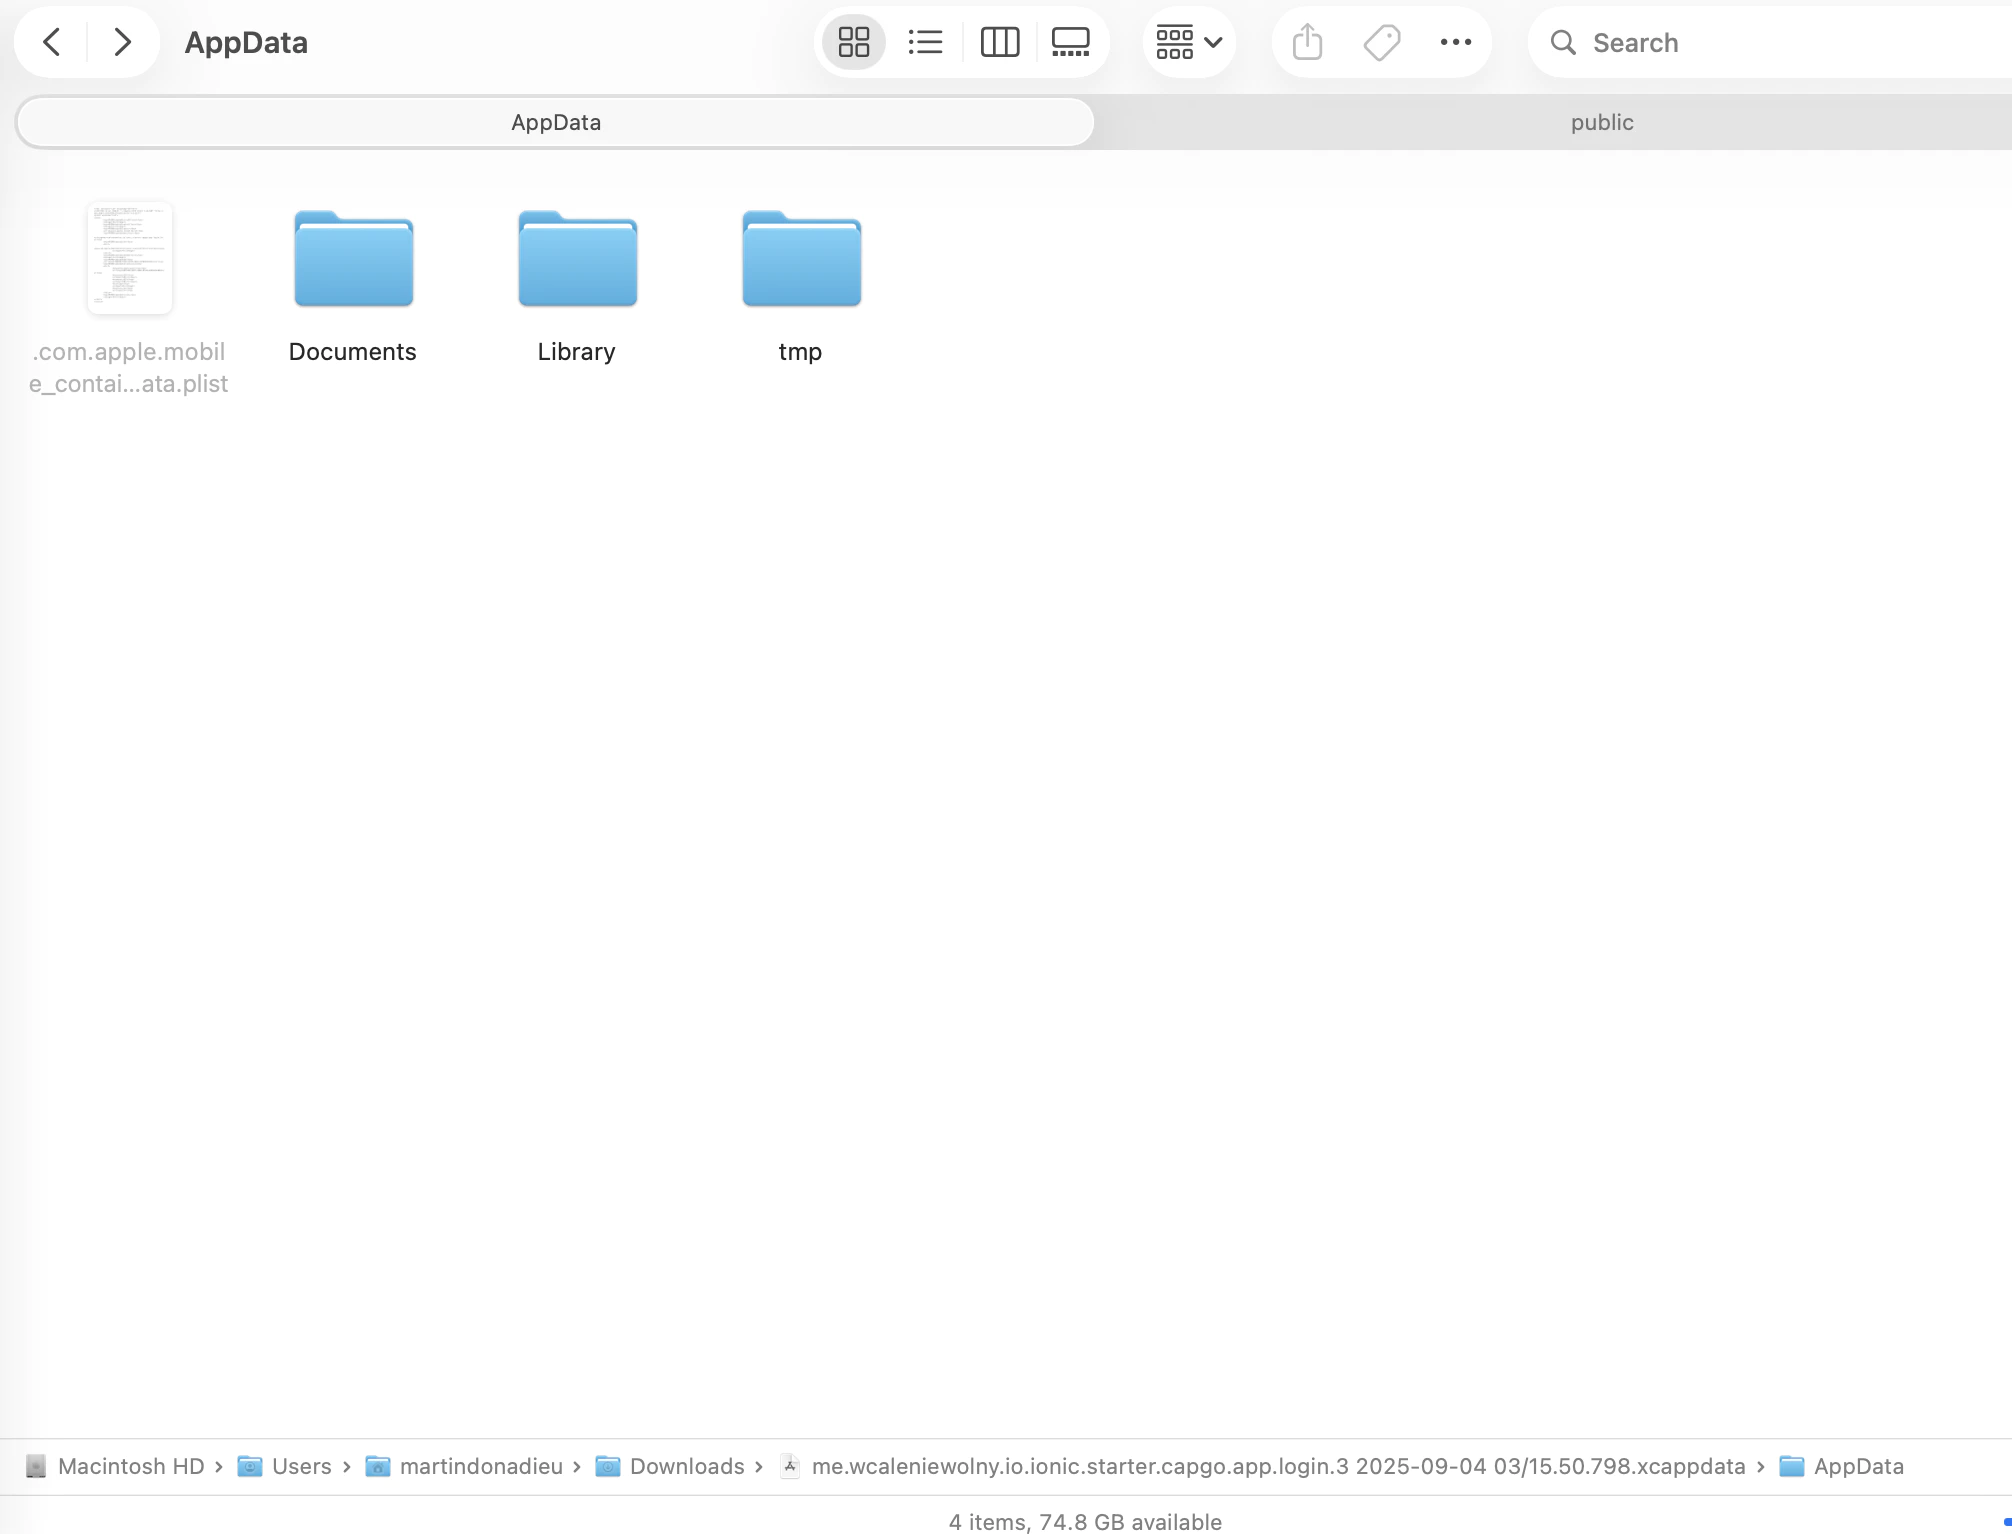 AppData
Search
AppData
public
.com.apple.mobil
e_contai...ata.plist
Documents
Library
tmp
Macintosh HD › Users › martindonadieu › Downloads › me.wcaleniewolny.io.ionic.starter.capgo.app.login.3 2025-09-04 03/15.50.798.xcappdata › AppData
4 items, 74.8 GB available